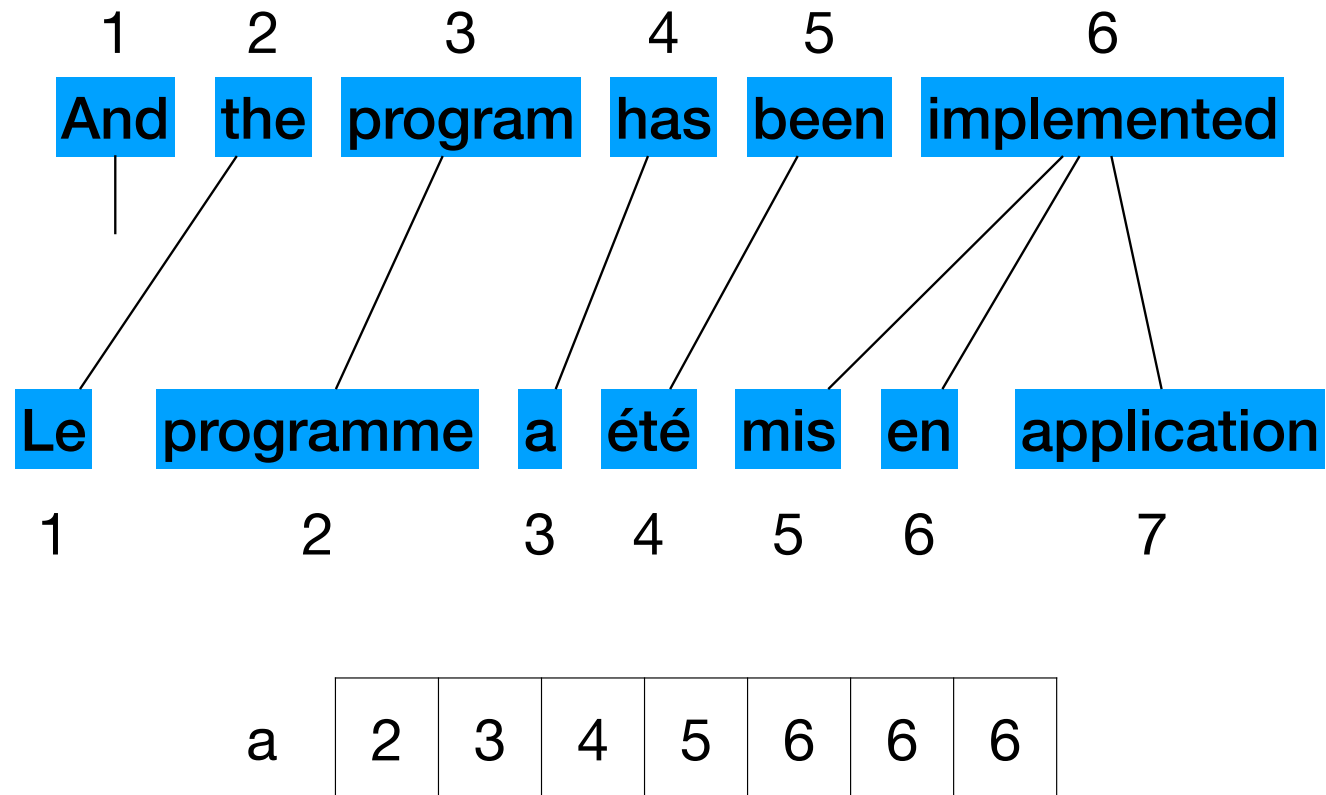 1 2 3 4 5 6
And the program has been implemented
Le programme a été mis en application
1 2 3 4 5 6 7
a 2 3 4 5 6 6 6